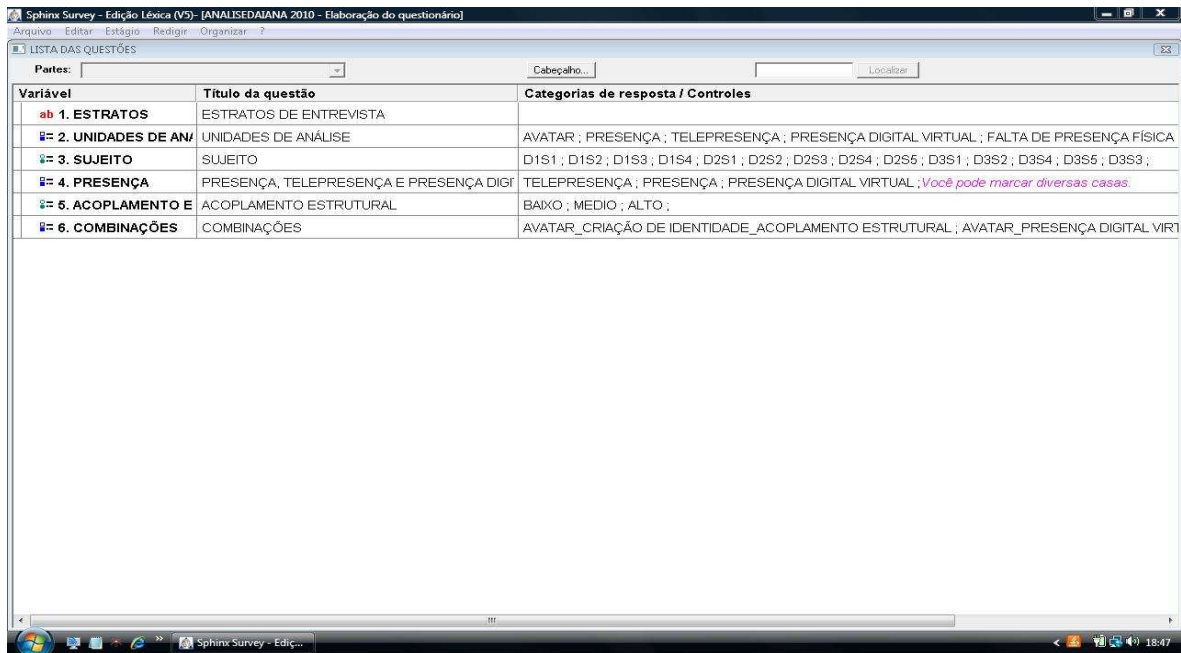 Sphinx Survey - Edição Léxica (V5)- [ANALISEDAIANA 2010 - Elaboração do questionário]
Arquivo Editar Estágio Redigir Organizar ?
LISTA DAS QUESTÕES
Partes: Cabeçalho... Localizar
Variável Título da questão Categorias de resposta / Controles
ab 1. ESTRATOS ESTRATOS DE ENTREVISTA
2. UNIDADES DE ANÁ UNIDADES DE ANÁLISE AVATAR ; PRESENÇA ; TELEPRESENÇA ; PRESENÇA DIGITAL VIRTUAL ; FALTA DE PRESENÇA FÍSICA
3. SUJEITO SUJEITO D1S1 ; D1S2 ; D1S3 ; D1S4 ; D2S1 ; D2S2 ; D2S3 ; D2S4 ; D2S5 ; D3S1 ; D3S2 ; D3S4 ; D3S5 ; D3S3 ;
4. PRESENÇA PRESENÇA, TELEPRESENÇA E PRESENÇA DIGI TELEPRESENÇA ; PRESENÇA ; PRESENÇA DIGITAL VIRTUAL ; Você pode marcar diversas casas.
5. ACOPLAMENTO E ACOPLAMENTO ESTRUTURAL BAIXO ; MEDIO ; ALTO ;
6. COMBINAÇÕES COMBINAÇÕES AVATAR_CRIAÇÃO DE IDENTIDADE_ACOPLAMENTO ESTRUTURAL ; AVATAR_PRESENÇA DIGITAL VIRT
Sphinx Survey - Ediç... 18:47